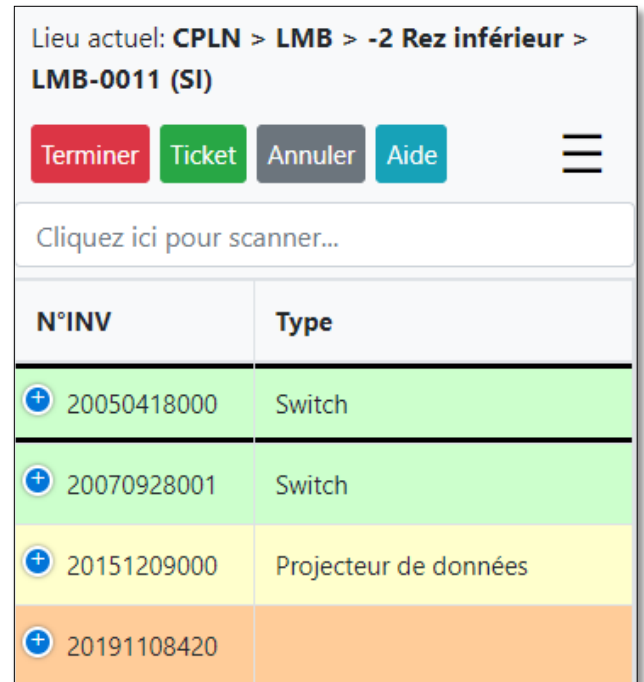 Lieu actuel: CPLN > LMB > -2 Rez inférieur >
LMB-0011 (SI)
Terminer Ticket Annuler Aide
Cliquez ici pour scanner...
N°INV Type
20050418000 Switch
20070928001 Switch
20151209000 Projecteur de données
20191108420